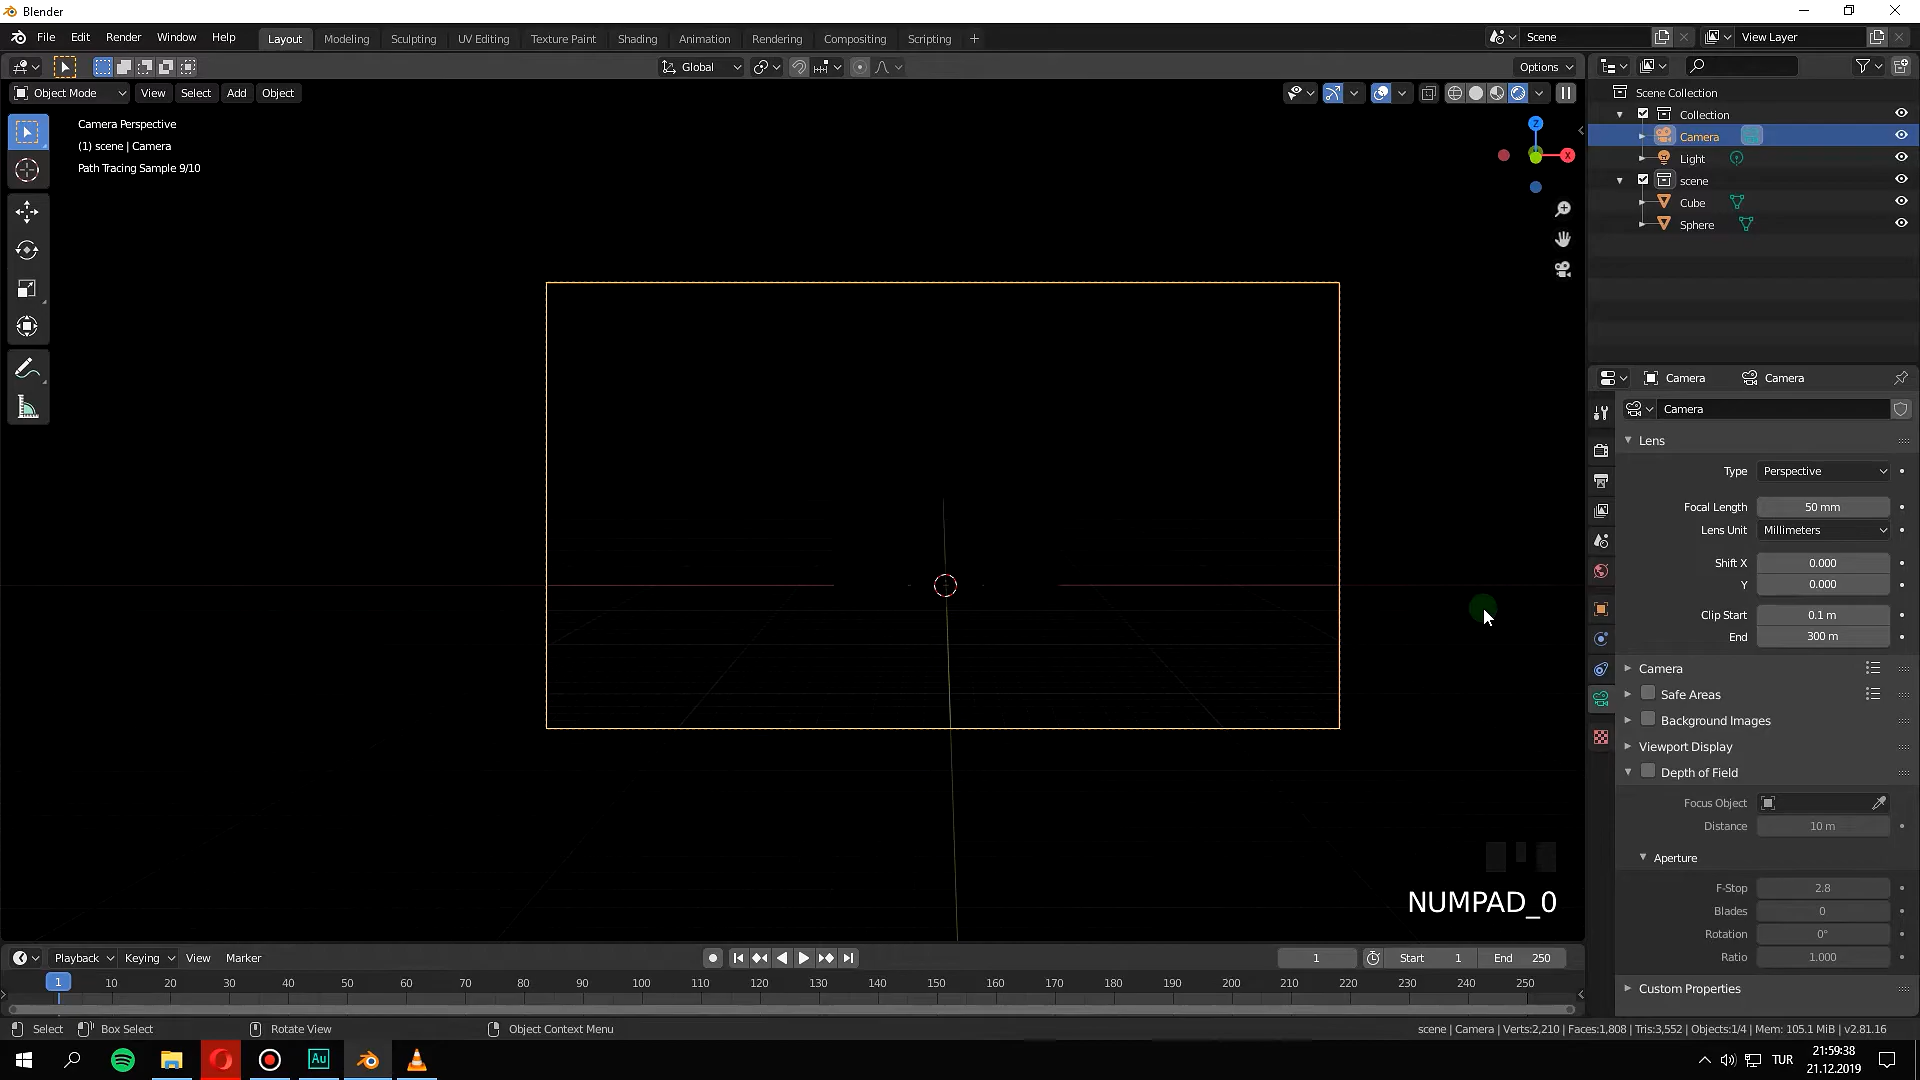 Blender
File Edit Render Window Help Layout Modeling Sculpting UV Editing Texture Paint Shading Animation Rendering Compositing Scripting + Scene View Layer
Global Options
Object Mode View Select Add Object
Camera Perspective
(1) scene | Camera
Path Tracing Sample 9/10
Z
X
Scene Collection
Collection
Camera
Light
scene
Cube
Sphere
Camera Camera
Camera
Lens
Type Perspective
Focal Length 50 mm
Lens Unit Millimeters
Shift X 0.000
Y 0.000
Clip Start 0.1 m
End 300 m
Camera
Safe Areas
Background Images
Viewport Display
Depth of Field
Focus Object
Distance 10 m
Aperture
F-Stop 2.8
Blades 0
Rotation 0°
Ratio 1.000
Custom Properties
NUMPAD_0
Playback Keying View Marker 1 Start 1 End 250
1 10 20 30 40 50 60 70 80 90 100 110 120 130 140 150 160 170 180 190 200 210 220 230 240 250
Select Box Select Rotate View Object Context Menu scene | Camera | Verts:2,210 | Faces:1,808 | Tris:3,552 | Objects:1/4 | Mem: 105.1 MiB | v2.81.16
Au TUR 21:59:38
21.12.2019